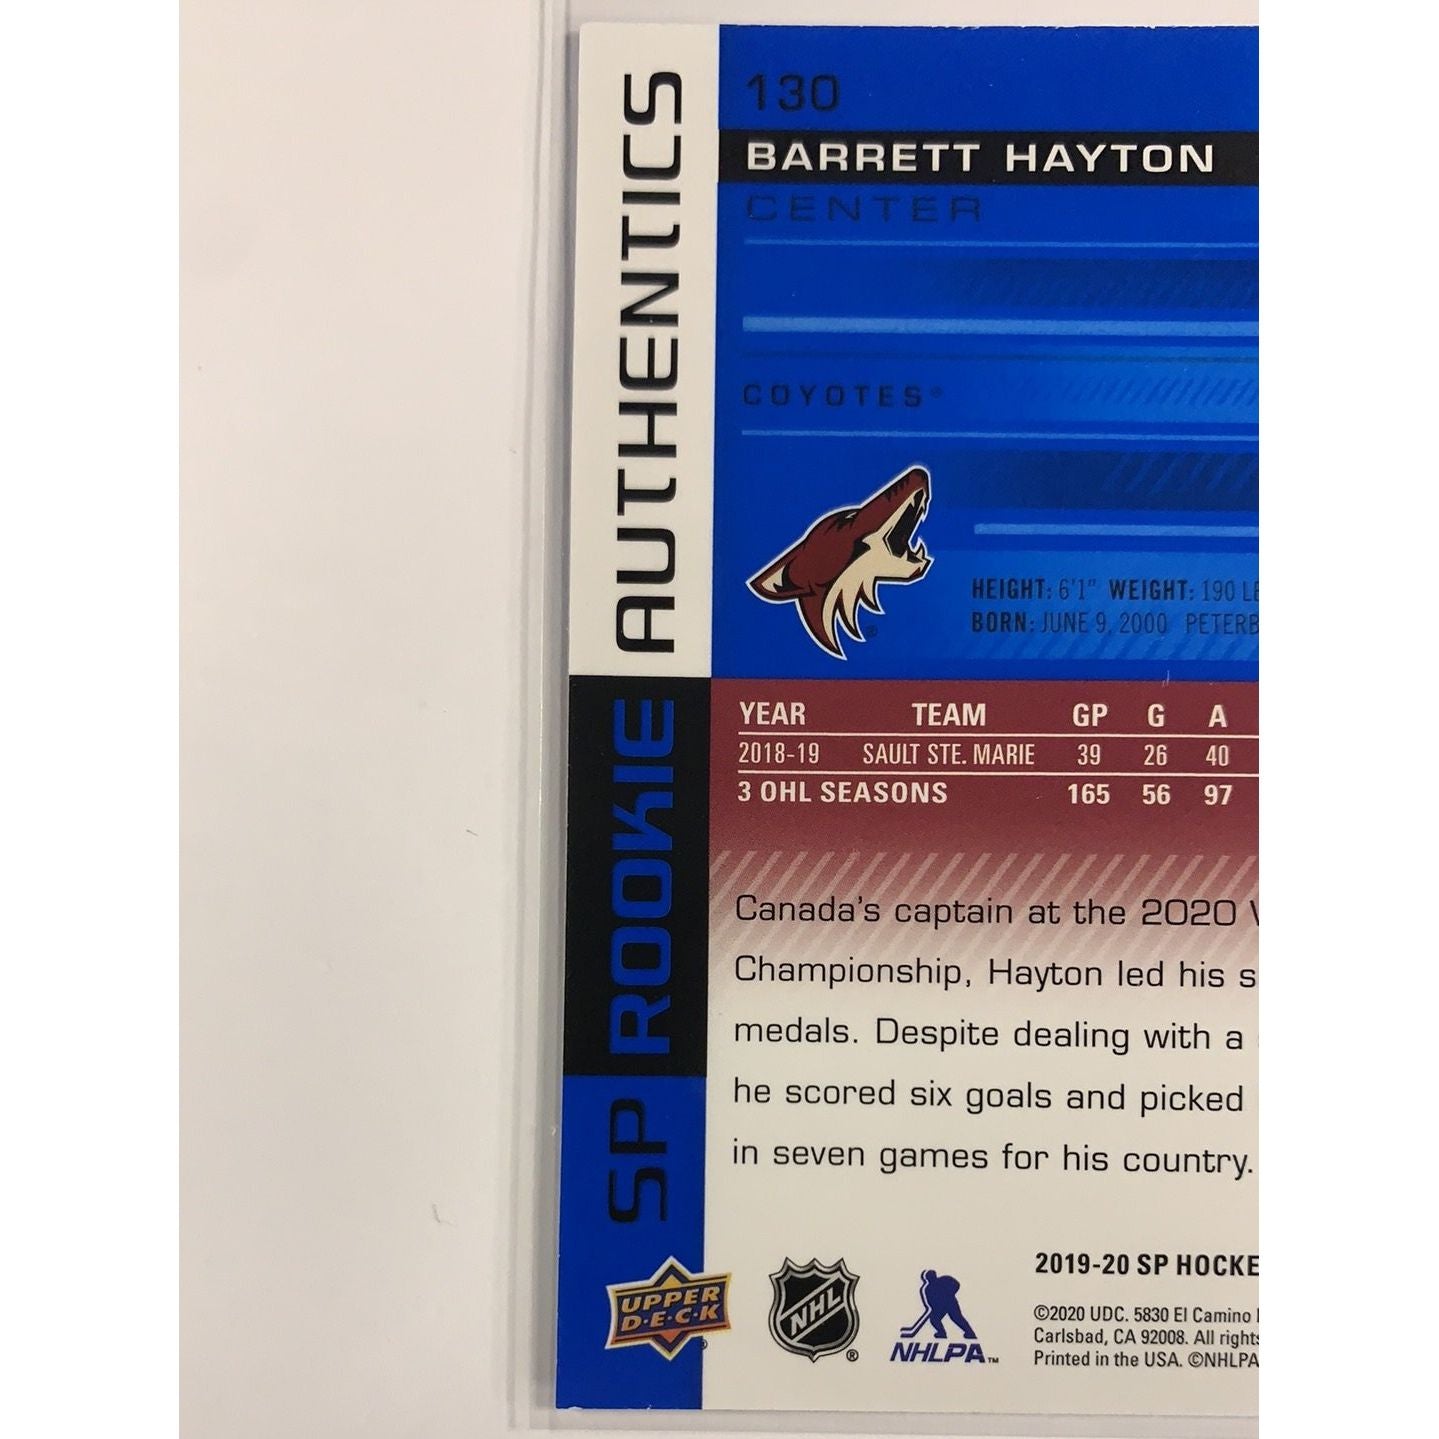 130
BARRETT HAYTON
CENTER
COYOTES®
HEIGHT: 6'1" WEIGHT: 190
BORN: JUNE 9, 2000
YEAR TEAM GP G A
2018-19 SAULT STE. MARIE 39 26 40
3 OHL SEASONS 165 56 97
Canada's captain at the 2020
Championship, Hayton led his
medals. Despite dealing with a
he scored six goals and picked
in seven games for his country.
SP ROOKIE AUTHENTICS
UPPER
D·E·C·K
®
NHL
®
NHLPA™
2019-20 SP
©2020 UDC. 5830 El Camino
Carlsbad, CA 92008. All
Printed in the USA. ©NHLPA